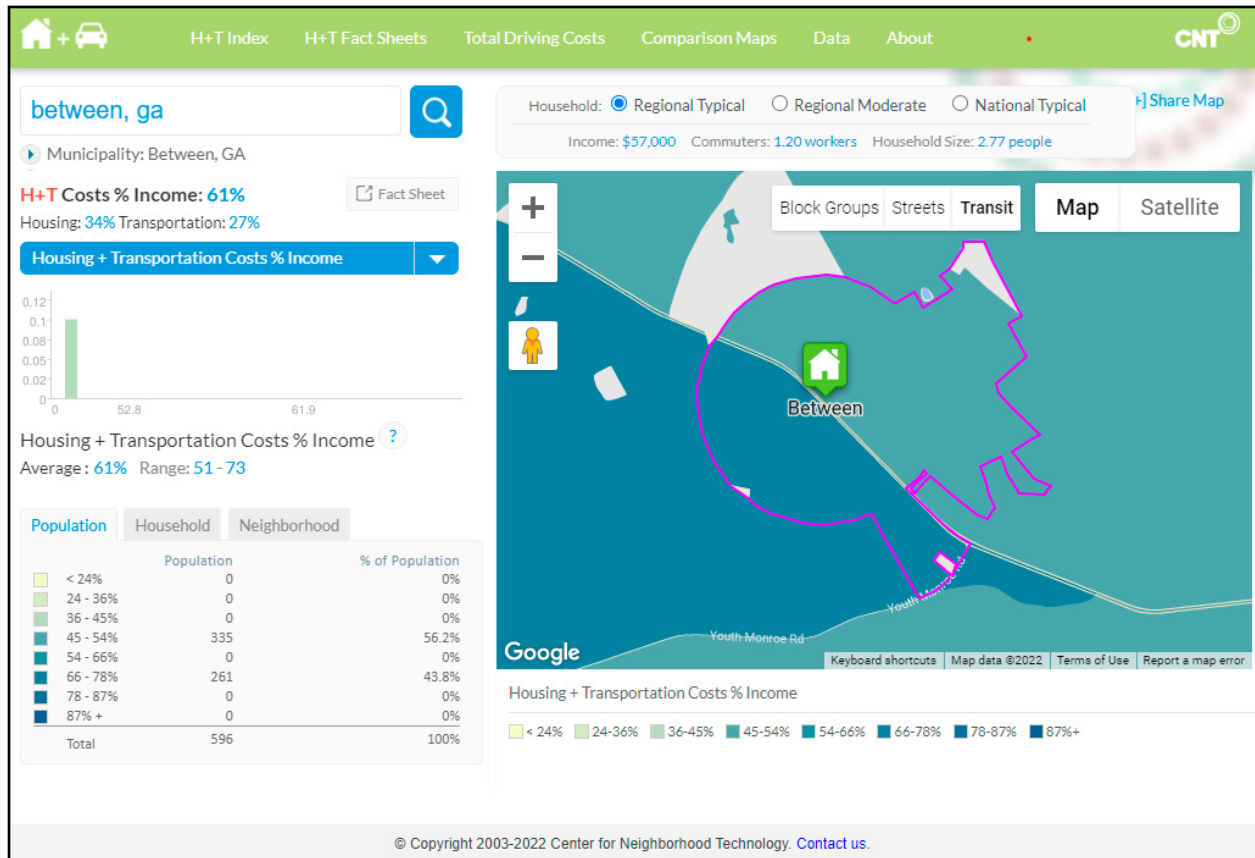 +
H+T Index H+T Fact Sheets Total Driving Costs Comparison Maps Data About
CNT
between, ga
Municipality: Between, GA
H+T Costs % Income: 61%
Fact Sheet
Housing: 34% Transportation: 27%
Housing + Transportation Costs % Income
0.12
0.1
0.08
0.05
0.02
0
0 52.8 61.9
Housing + Transportation Costs % Income ?
Average : 61% Range: 51 - 73
Population Household Neighborhood
Population % of Population
< 24% 0 0%
24 - 36% 0 0%
36 - 45% 0 0%
45 - 54% 335 56.2%
54 - 66% 0 0%
66 - 78% 261 43.8%
78 - 87% 0 0%
87% + 0 0%
Total 596 100%
Household: Regional Typical Regional Moderate National Typical
+] Share Map
Income: $57,000 Commuters: 1.20 workers Household Size: 2.77 people
+
−
Block Groups Streets Transit Map Satellite
Between
Youth Monroe Rd
Youth Monroe Rd
Google
Keyboard shortcuts Map data ©2022 Terms of Use Report a map error
Housing + Transportation Costs % Income
< 24% 24-36% 36-45% 45-54% 54-66% 66-78% 78-87% 87%+
© Copyright 2003-2022 Center for Neighborhood Technology. Contact us.